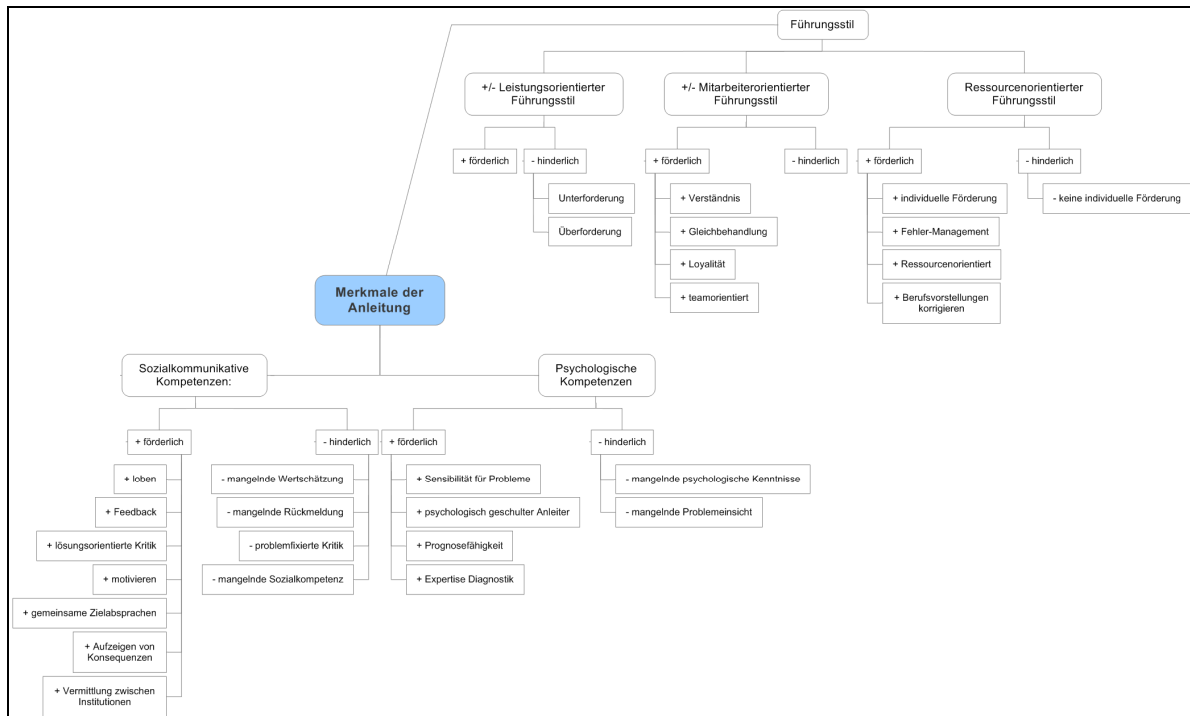 Führungsstil
+/- Leistungsorientierter
Führungsstil
+/- Mitarbeiterorientierter
Führungsstil
Ressourcenorientierter
Führungsstil
+ förderlich
- hinderlich
Unterforderung
Überforderung
+ förderlich
- hinderlich
+ Verständnis
+ Gleichbehandlung
+ Loyalität
+ teamorientiert
+ förderlich
- hinderlich
+ individuelle Förderung
+ Fehler-Management
+ Ressourcenorientiert
+ Berufsvorstellungen
korrigieren
- keine individuelle Förderung
Merkmale der
Anleitung
Sozialkommunikative
Kompetenzen:
+ förderlich
+ loben
+ Feedback
+ lösungsorientierte Kritik
+ motivieren
+ gemeinsame Zielabsprachen
+ Aufzeigen von
Konsequenzen
+ Vermittlung zwischen
Institutionen
- hinderlich
- mangelnde Wertschätzung
- mangelnde Rückmeldung
- problemfixierte Kritik
- mangelnde Sozialkompetenz
Psychologische
Kompetenzen
+ förderlich
+ Sensibilität für Probleme
+ psychologisch geschulter Anleiter
+ Prognosefähigkeit
+ Expertise Diagnostik
- hinderlich
- mangelnde psychologische Kenntnisse
- mangelnde Problemeinsicht